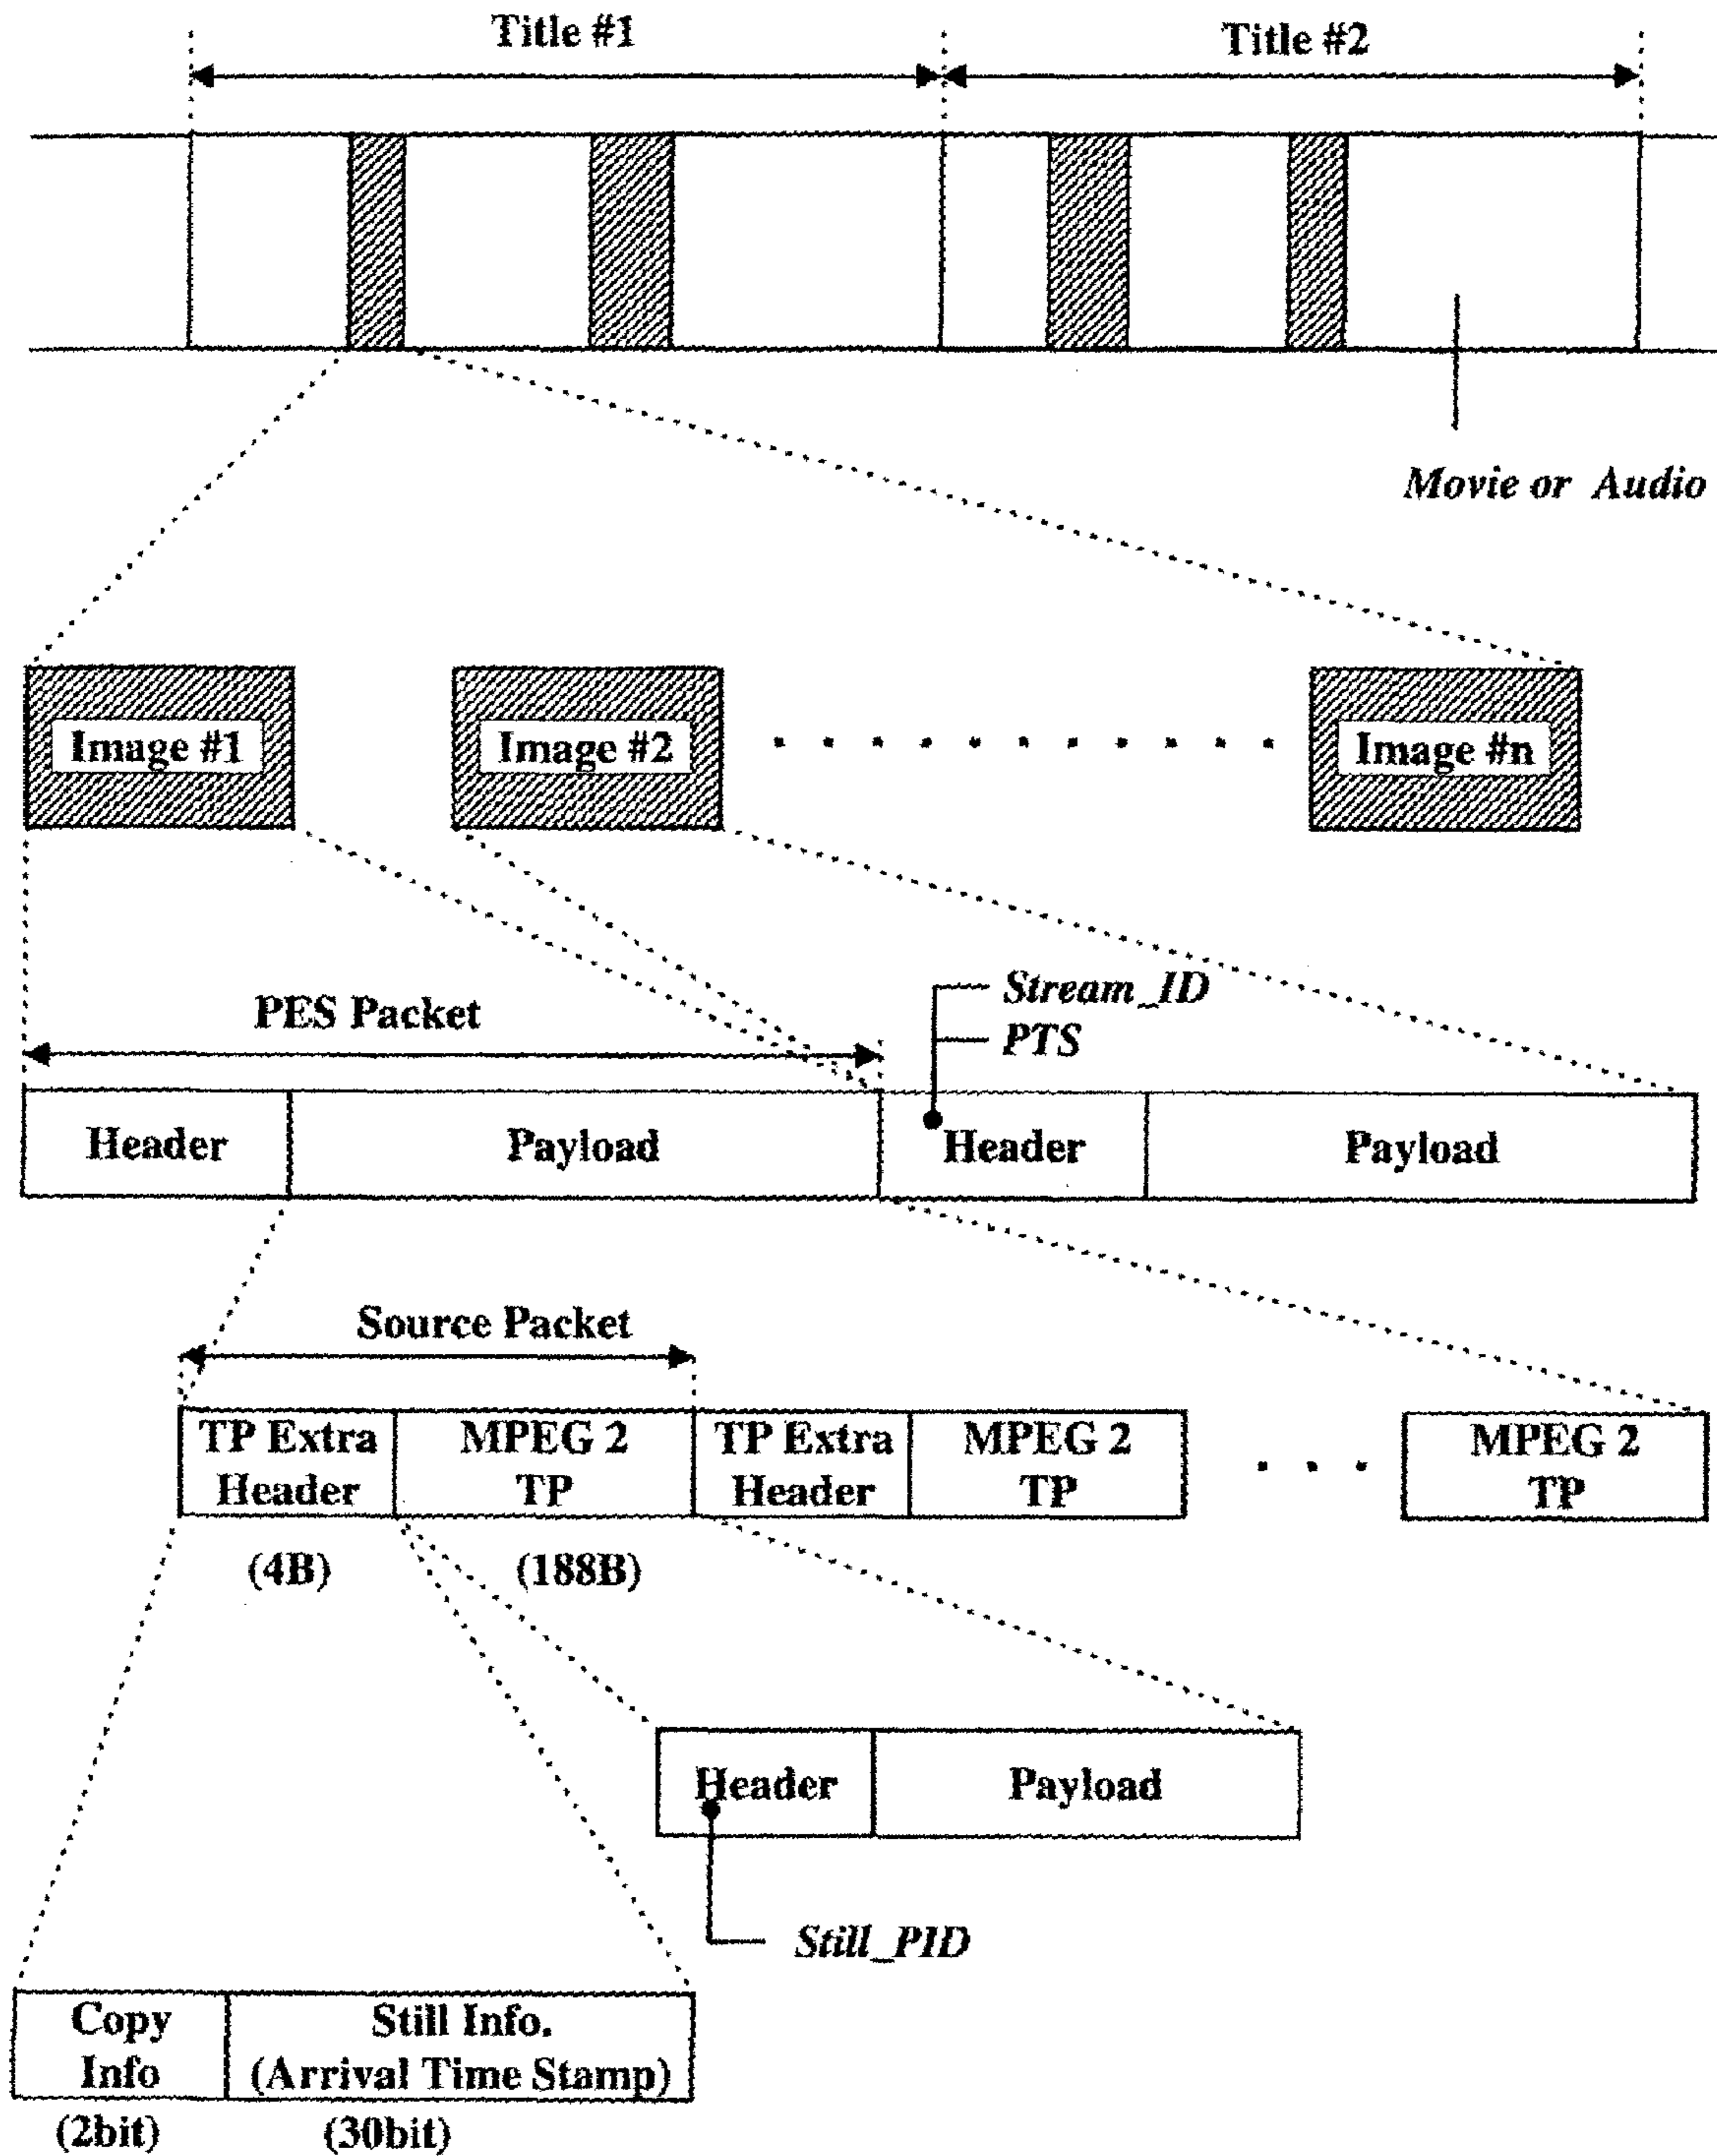 Title #1
Title #2
Movie or Audio
Image #1
Image #2
Image #n
Stream_ID
PES Packet
PTS
Header
Payload
Header
Payload
Source Packet
TP Extra
Header
MPEG 2
TP
TP Extra
Header
MPEG 2
TP
MPEG 2
TP
(4B)
(188B)
Header
Payload
Still_PID
Copy
Info
Still Info.
(Arrival Time Stamp)
(2bit)
(30bit)